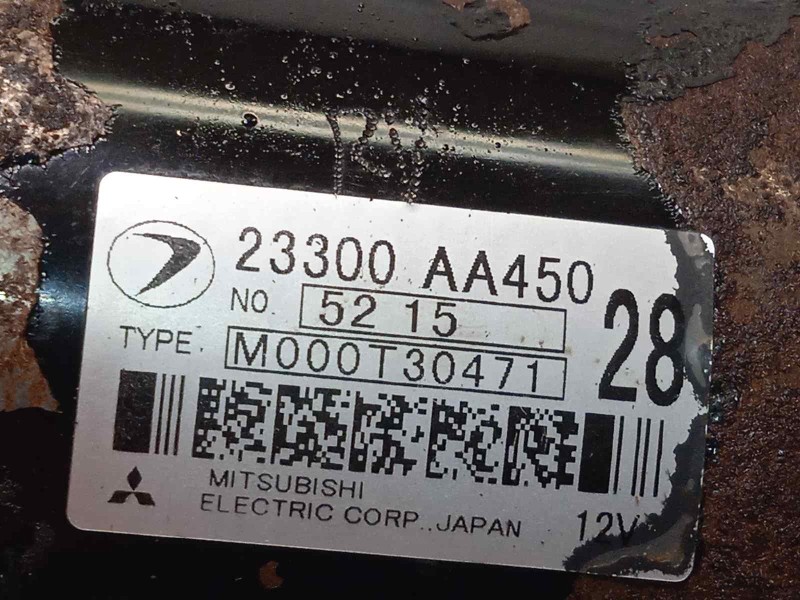 23300 AA450
NO 52 15
28
TYPE. M000T30471
MITSUBISHI
ELECTRIC CORP., JAPAN 12V